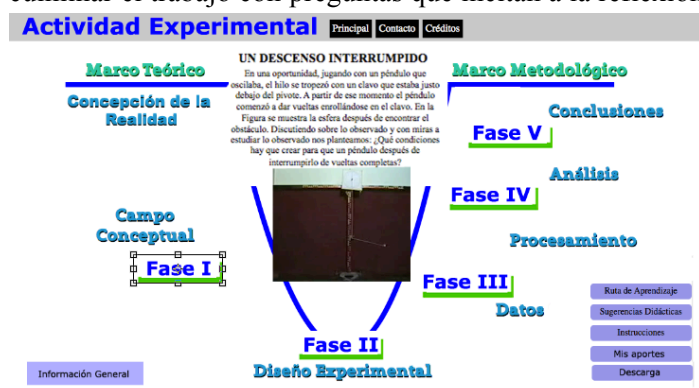 culminar el trabajo con preguntas que incitan a la reflexión
Actividad Experimental
Principal Contacto Créditos
Marco Teórico
Concepción de la
Realidad
UN DESCENSO INTERRUMPIDO
En una oportunidad, jugando con un péndulo que
oscilaba, el hilo se tropezó con un clavo que estaba justo
debajo del pivote. A partir de ese momento el péndulo
comenzó a dar vueltas enrollándose en el clavo. En la
Figura se muestra la esfera después de encontrar el
obstáculo. Discutiendo sobre lo observado y con miras a
estudiar lo observado nos planteamos: ¿Qué condiciones
hay que crear para que un péndulo después de
interrumpirlo de vueltas completas?
Marco Metodológico
Conclusiones
Fase V
Análisis
Fase IV
Campo
Conceptual
Fase I
Procesamiento
Fase III
Datos
Fase II
Diseño Experimental
Ruta de Aprendizaje
Sugerencias Didácticas
Instrucciones
Mis aportes
Descarga
Información General